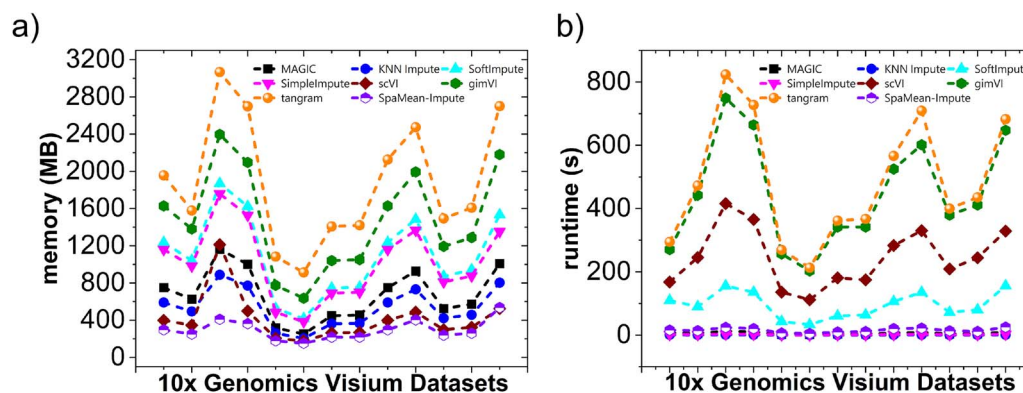 a)
b)
3200
2800
2400
2000
1600
1200
800
400
0
memory (MB)
MAGIC KNN Impute SoftImpute
SimpleImpute scVI gimVI
tangram SpaMean-Impute
10x Genomics Visium Datasets
800
600
400
200
0
runtime (s)
MAGIC KNN Impute SoftImpute
SimpleImpute scVI gimVI
tangram SpaMean-Impute
10x Genomics Visium Datasets